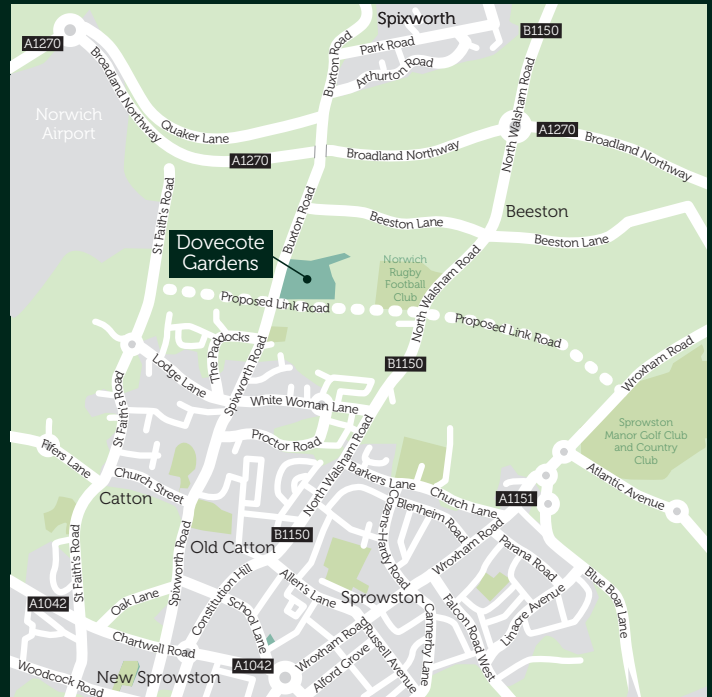 Spixworth
B1150
A1270
Park Road
Buxton Road
Arthurton Road
Broadland Northway
North Walsham Road
Norwich
Airport
Quaker Lane
A1270
Broadland Northway
A1270
Broadland Northway
St Faith's Road
Buxton Road
Beeston Lane
Beeston
Beeston Lane
Dovecote
Gardens
Norwich
Rugby
Football
Club
North Walsham Road
Proposed Link Road
Proposed Link Road
The Paddocks
Lodge Lane
Spixworth Road
B1150
Wroxham Road
St Faith's Road
White Woman Lane
Sprowston
Manor Golf Club
and Country
Club
Fifers Lane
Proctor Road
North Walsham Road
Church Street
Barkers Lane
Church Lane
Atlantic Avenue
Catton
Cozens-Hardy Road
Blenheim Road
A1151
Wroxham Road
St Faith's Road
Spixworth Road
Old Catton
B1150
Parana Road
Constitution Hill
Allen's Lane
Blue Boar Lane
A1042
Oak Lane
School Lane
Sprowston
Cannerby Lane
Falcon Road West
Linacre Avenue
Chartwell Road
Wroxham Road
Russell Avenue
Alford Grove
Woodcock Road
New Sprowston
A1042